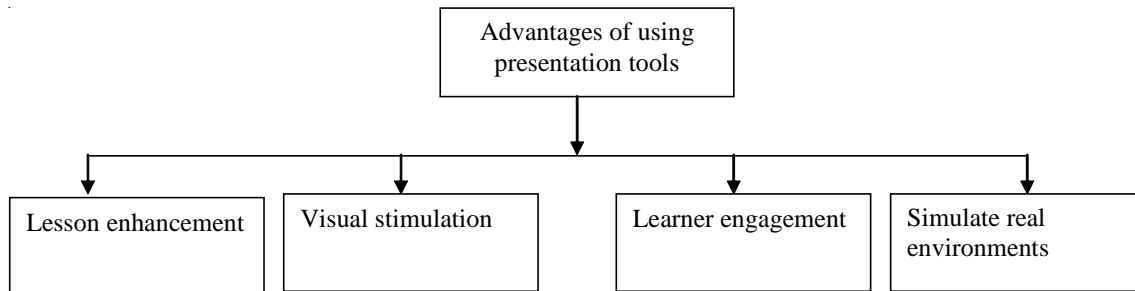 Advantages of using
presentation tools
Lesson enhancement
Visual stimulation
Learner engagement
Simulate real
environments